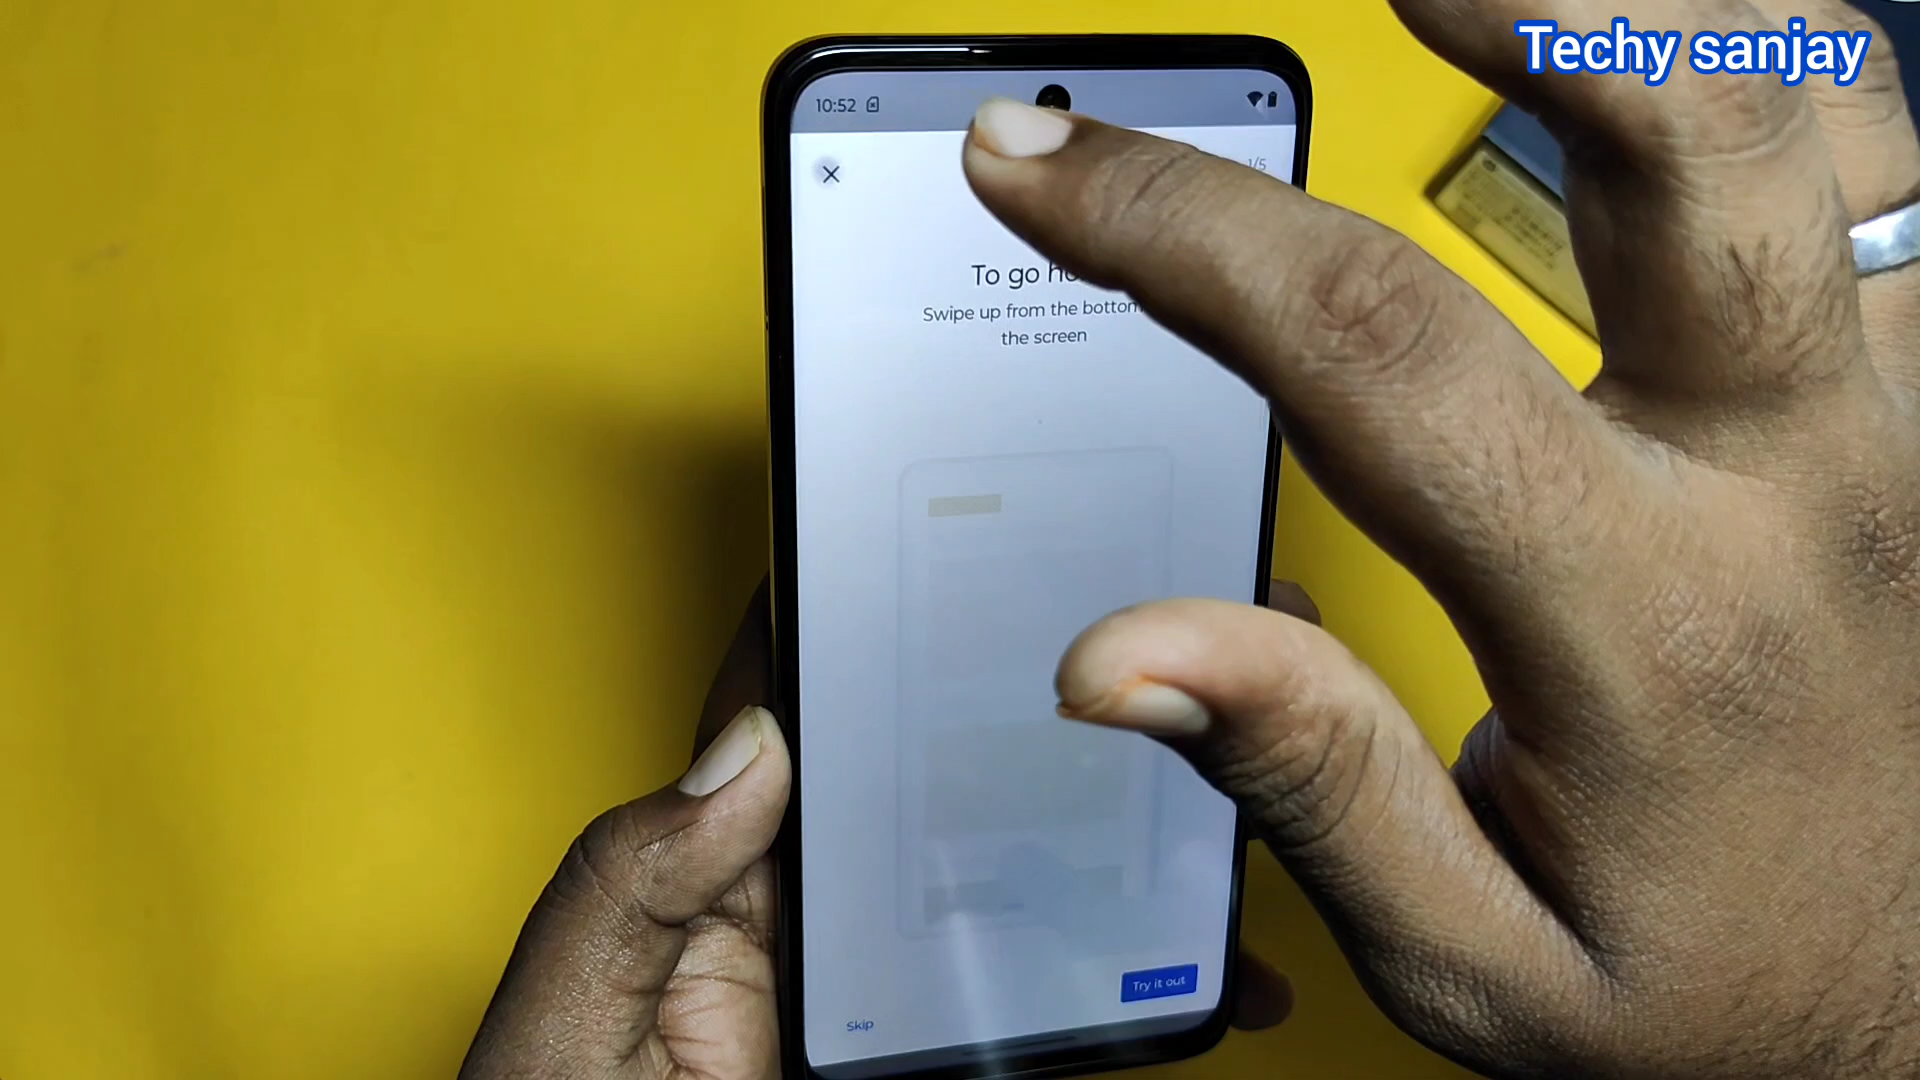 Techy sanjay
10:52
1/5
To go
Swipe up from the bottom
the screen
Try it out
Skip